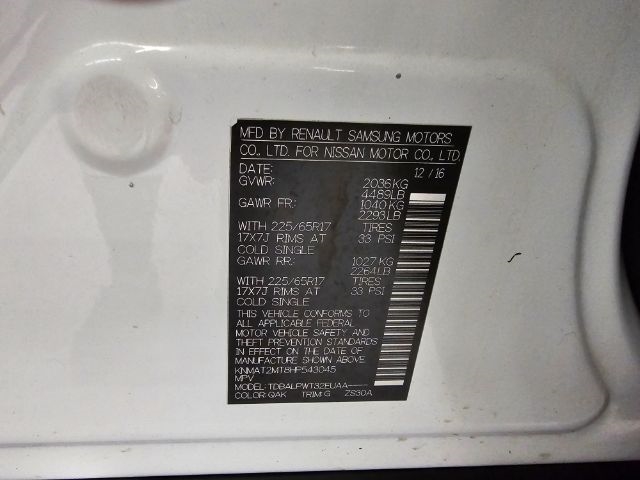 MFD BY RENAULT SAMSUNG MOTORS
CO., LTD. FOR NISSAN MOTOR CO., LTD.
DATE: 12 / 16
GVWR: 2036KG
4489LB
GAWR FR: 1040KG
2293LB
WITH 225/65R17 TIRES
17X7J RIMS AT 33 PSI
COLD SINGLE
GAWR RR: 1027 KG
2264LB
WITH 225/65R17 TIRES
17X7J RIMS AT 33 PSI
COLD SINGLE
THIS VEHICLE CONFORMS TO
ALL APPLICABLE FEDERAL
MOTOR VEHICLE SAFETY AND
THEFT PREVENTION STANDARDS
IN EFFECT ON THE DATE OF
MANUFACTURE SHOWN ABOVE
KNMAT2MT8HP543045
MPV
MODEL: TDBALPWT32EUAA-----
COLOR: QAK TRIM: G ZS30A